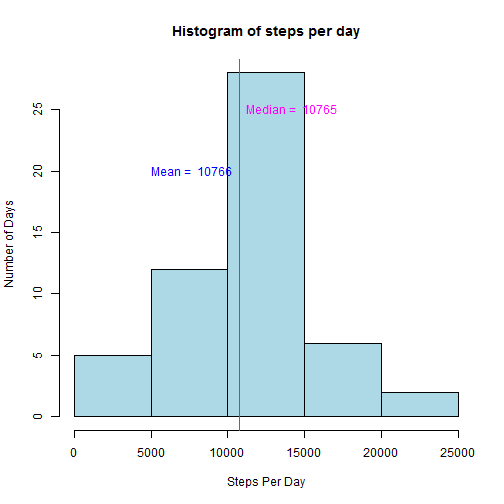 Histogram of steps per day
Number of Days
25
20
15
10
5
0
Median =  10765
Mean =  10766
0 5000 10000 15000 20000 25000
Steps Per Day